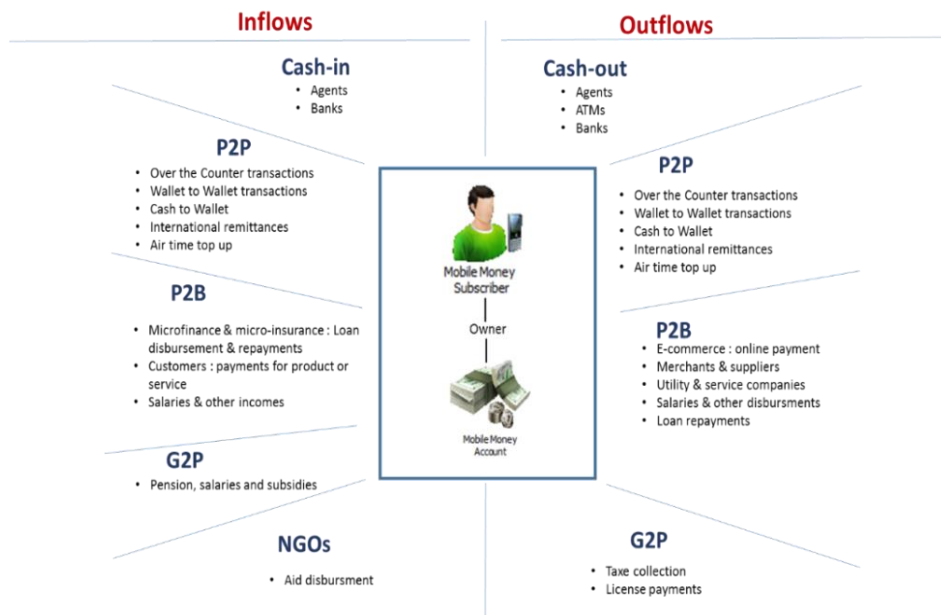 Inflows
Outflows
Cash-in
• Agents
• Banks
Cash-out
• Agents
• ATMs
• Banks
P2P
• Over the Counter transactions
• Wallet to Wallet transactions
• Cash to Wallet
• International remittances
• Air time top up
P2P
• Over the Counter transactions
• Wallet to Wallet transactions
• Cash to Wallet
• International remittances
• Air time top up
Mobile Money
Subscriber
Owner
Mobile Money
Account
P2B
• Microfinance & micro-insurance : Loan
disbursement & repayments
• Customers : payments for product or
service
• Salaries & other incomes
P2B
• E-commerce : online payment
• Merchants & suppliers
• Utility & service companies
• Salaries & other disbursments
• Loan repayments
G2P
• Pension, salaries and subsidies
NGOs
• Aid disbursment
G2P
• Taxe collection
• License payments